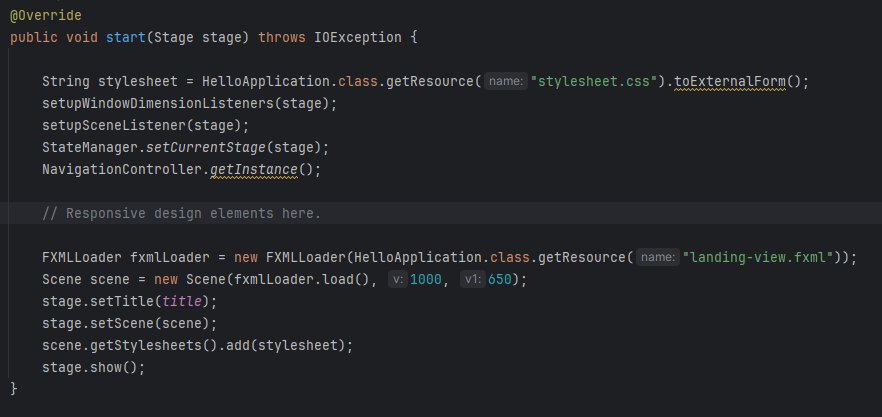 @Override
public void start(Stage stage) throws IOException {
String stylesheet = HelloApplication.class.getResource( name: "stylesheet.css").toExternalForm();
setupWindowDimensionListeners(stage);
setupSceneListener(stage);
StateManager.setCurrentStage(stage);
NavigationController.getInstance();
// Responsive design elements here.
FXMLLoader fxmlLoader = new FXMLLoader(HelloApplication.class.getResource( name: "landing-view.fxml"));
Scene scene = new Scene(fxmlLoader.load(), v: 1000, v1: 650);
stage.setTitle(title);
stage.setScene(scene);
scene.getStylesheets().add(stylesheet);
stage.show();
}